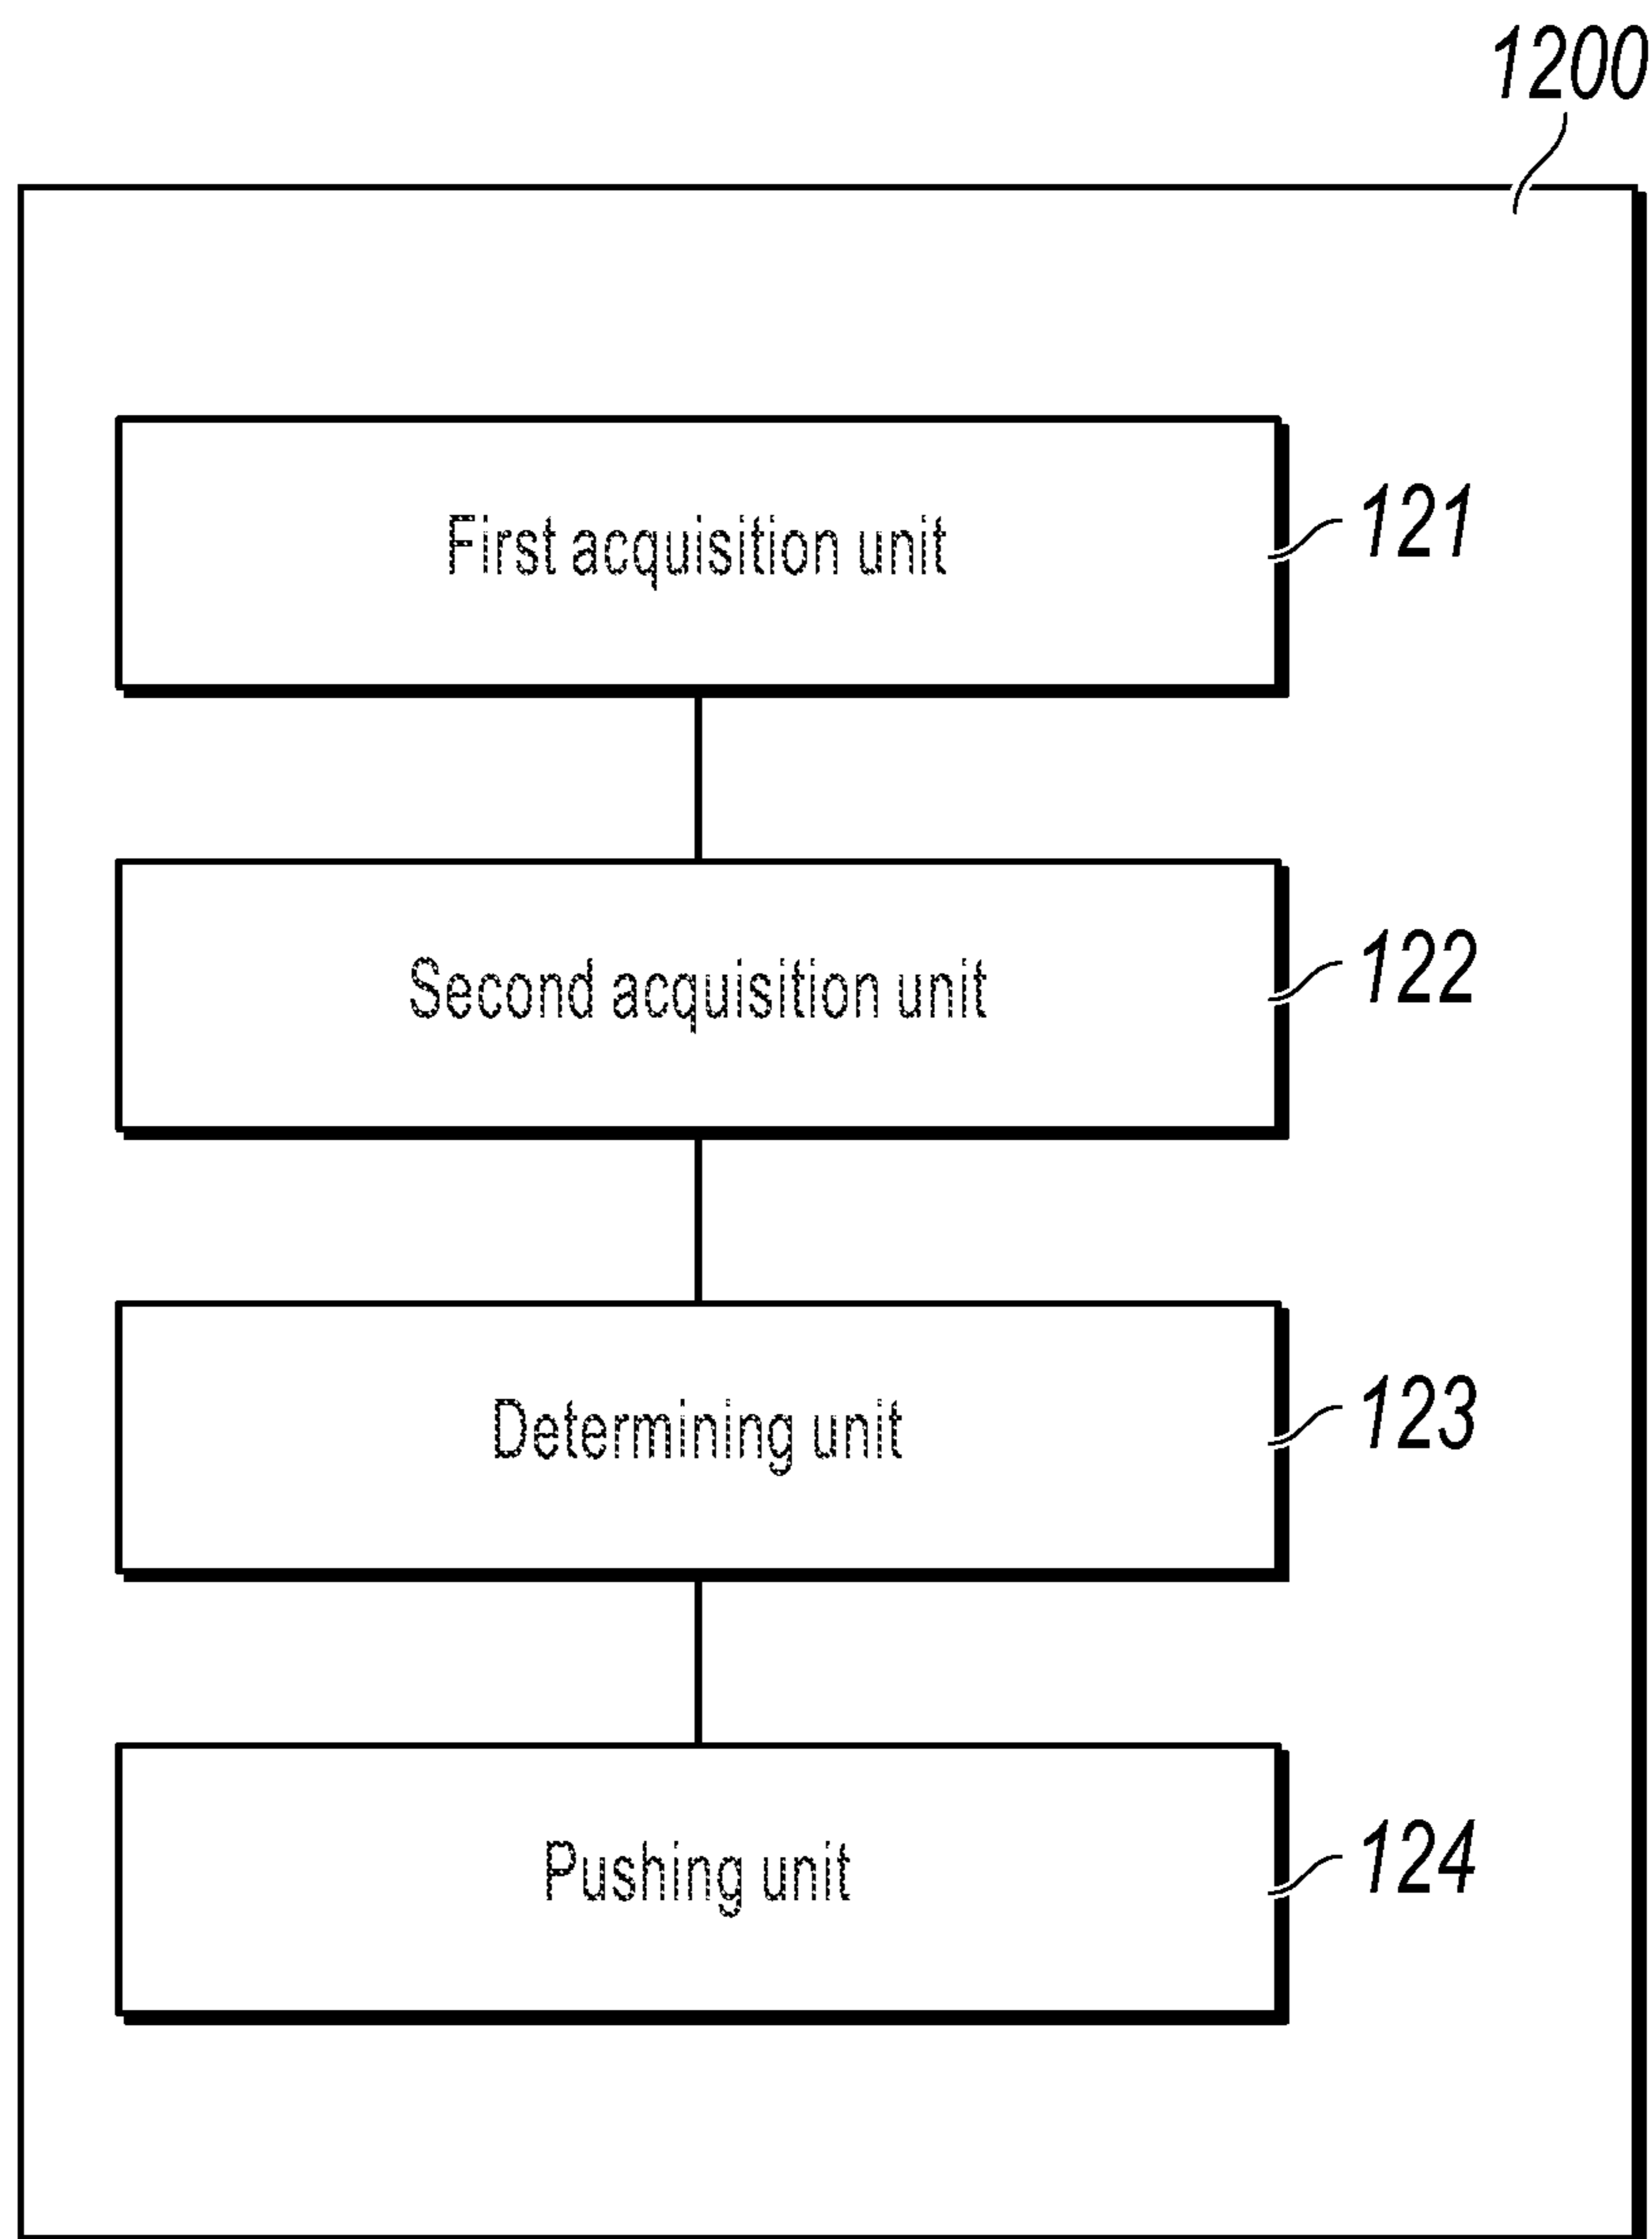 1200
First acquisition unit
121
Second acquisition unit
122
Determining unit
123
Pushing unit
124